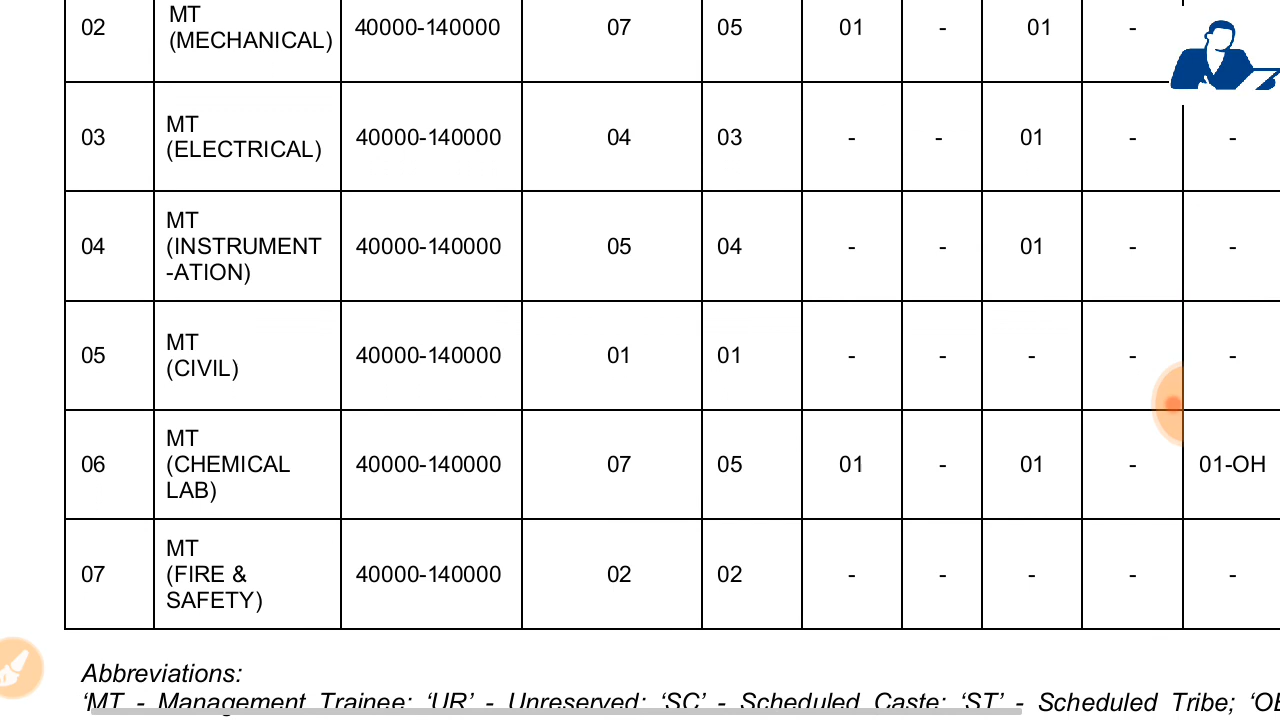 02 MT (MECHANICAL) 40000-140000 07 05 01 - 01 -
03 MT (ELECTRICAL) 40000-140000 04 03 - - 01 - -
04 MT (INSTRUMENT -ATION) 40000-140000 05 04 - - 01 - -
05 MT (CIVIL) 40000-140000 01 01 - - - - -
06 MT (CHEMICAL LAB) 40000-140000 07 05 01 - 01 - 01-OH
07 MT (FIRE & SAFETY) 40000-140000 02 02 - - - - -
Abbreviations:
‘MT - Management Trainee; ‘UR’ - Unreserved; ‘SC’ - Scheduled Caste; ‘ST’ - Scheduled Tribe;